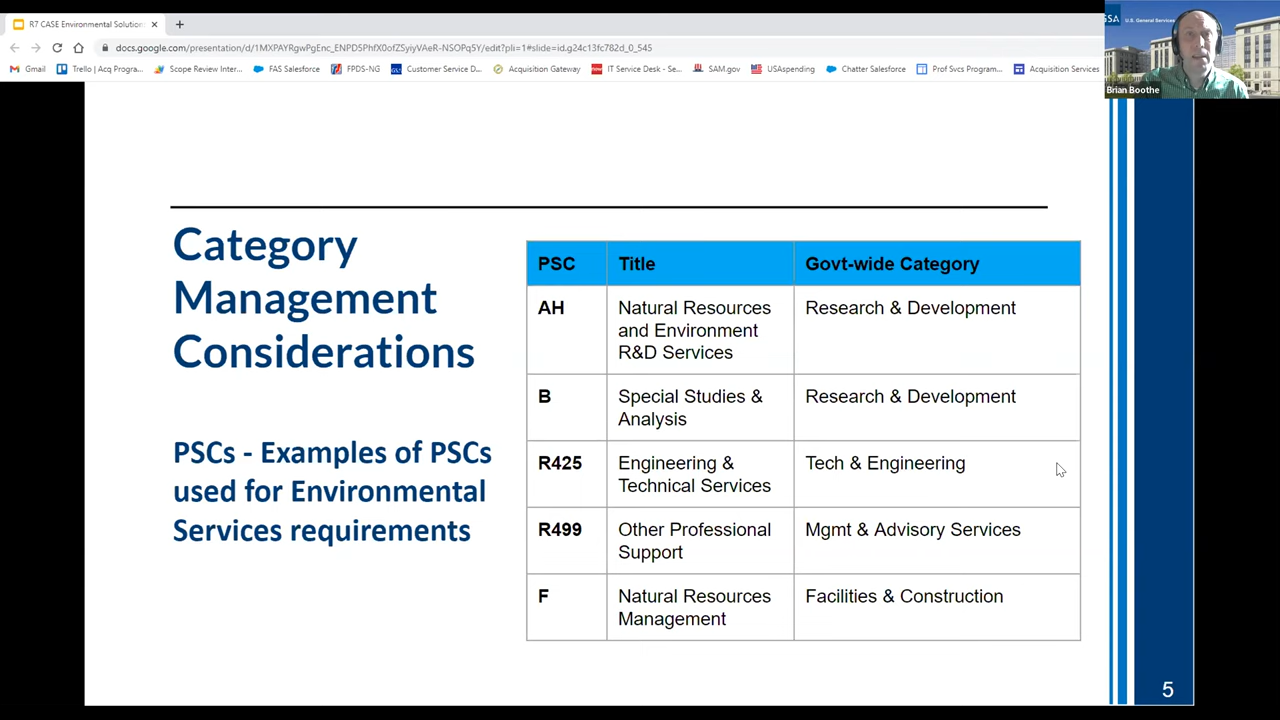 R7 CASE Environmental Solution
docs.google.com/presentation/d/1MXPAYRgwPgEnc_ENPD5PhfX0ofZSyiyVAeR-NSOPq5Y/edit?pli=1#slide=id.g24c13fc782d_0_545
Gmail
Trello | Acq Progra...
Scope Review Inter...
FAS Salesforce
FPDS-NG
Customer Service D...
Acquisition Gateway
IT Service Desk - Se...
SAM.gov
USAspending
Chatter Salesforce
Prof Svcs Program...
Acquisition Services
GSA U.S. General Services
Brian Boothe
Category
Management
Considerations
PSCs - Examples of PSCs
used for Environmental
Services requirements
PSC Title Govt-wide Category
AH Natural Resources Research & Development
and Environment
R&D Services
B Special Studies & Research & Development
Analysis
R425 Engineering & Tech & Engineering
Technical Services
R499 Other Professional Mgmt & Advisory Services
Support
F Natural Resources Facilities & Construction
Management
5